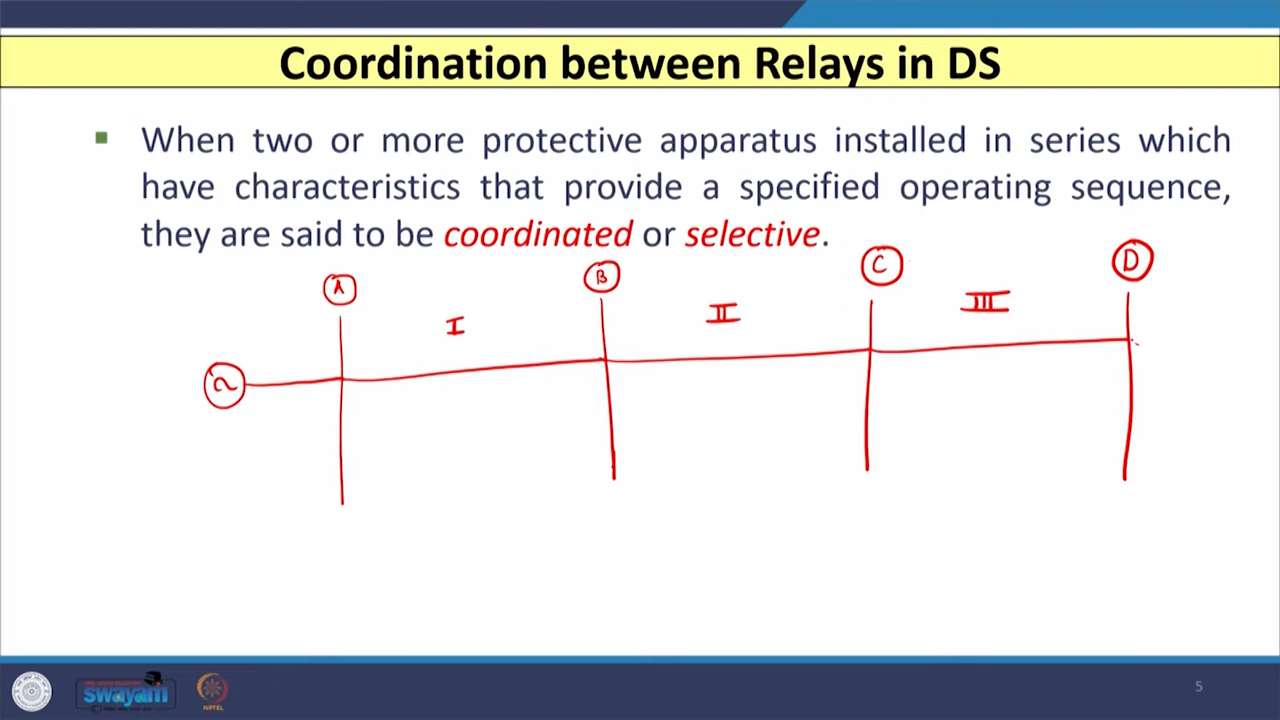 Coordination between Relays in DS
When two or more protective apparatus installed in series which
have characteristics that provide a specified operating sequence,
they are said to be coordinated or selective.
A B C D
I II III
swayam
NPTEL
5